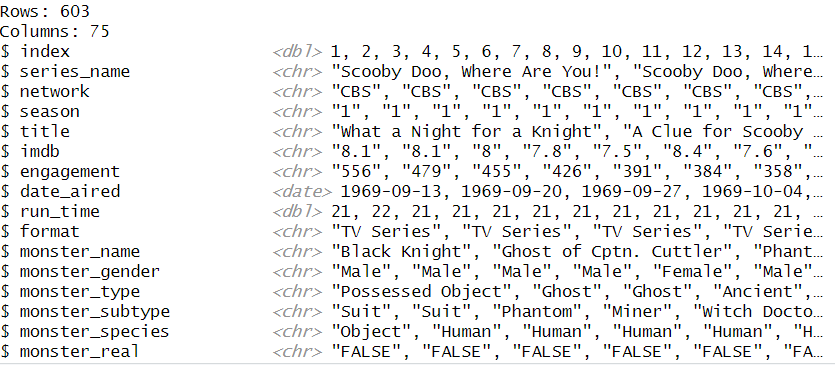 Rows: 603
Columns: 75
$ index <dbl> 1, 2, 3, 4, 5, 6, 7, 8, 9, 10, 11, 12, 13, 14, 1…
$ series_name <chr> "Scooby Doo, Where Are You!", "Scooby Doo, Where…
$ network <chr> "CBS", "CBS", "CBS", "CBS", "CBS", "CBS", "CBS",…
$ season <chr> "1", "1", "1", "1", "1", "1", "1", "1", "1", "1"…
$ title <chr> "What a Night for a Knight", "A Clue for Scooby …
$ imdb <chr> "8.1", "8.1", "8", "7.8", "7.5", "8.4", "7.6", "…
$ engagement <chr> "556", "479", "455", "426", "391", "384", "358",…
$ date_aired <date> 1969-09-13, 1969-09-20, 1969-09-27, 1969-10-04,…
$ run_time <dbl> 21, 22, 21, 21, 21, 21, 21, 21, 21, 21, 21, 21, …
$ format <chr> "TV Series", "TV Series", "TV Series", "TV Serie…
$ monster_name <chr> "Black Knight", "Ghost of Cptn. Cuttler", "Phant…
$ monster_gender <chr> "Male", "Male", "Male", "Male", "Female", "Male"…
$ monster_type <chr> "Possessed Object", "Ghost", "Ghost", "Ancient",…
$ monster_subtype <chr> "Suit", "Suit", "Phantom", "Miner", "Witch Docto…
$ monster_species <chr> "Object", "Human", "Human", "Human", "Human", "H…
$ monster_real <chr> "FALSE", "FALSE", "FALSE", "FALSE", "FALSE", "FA…